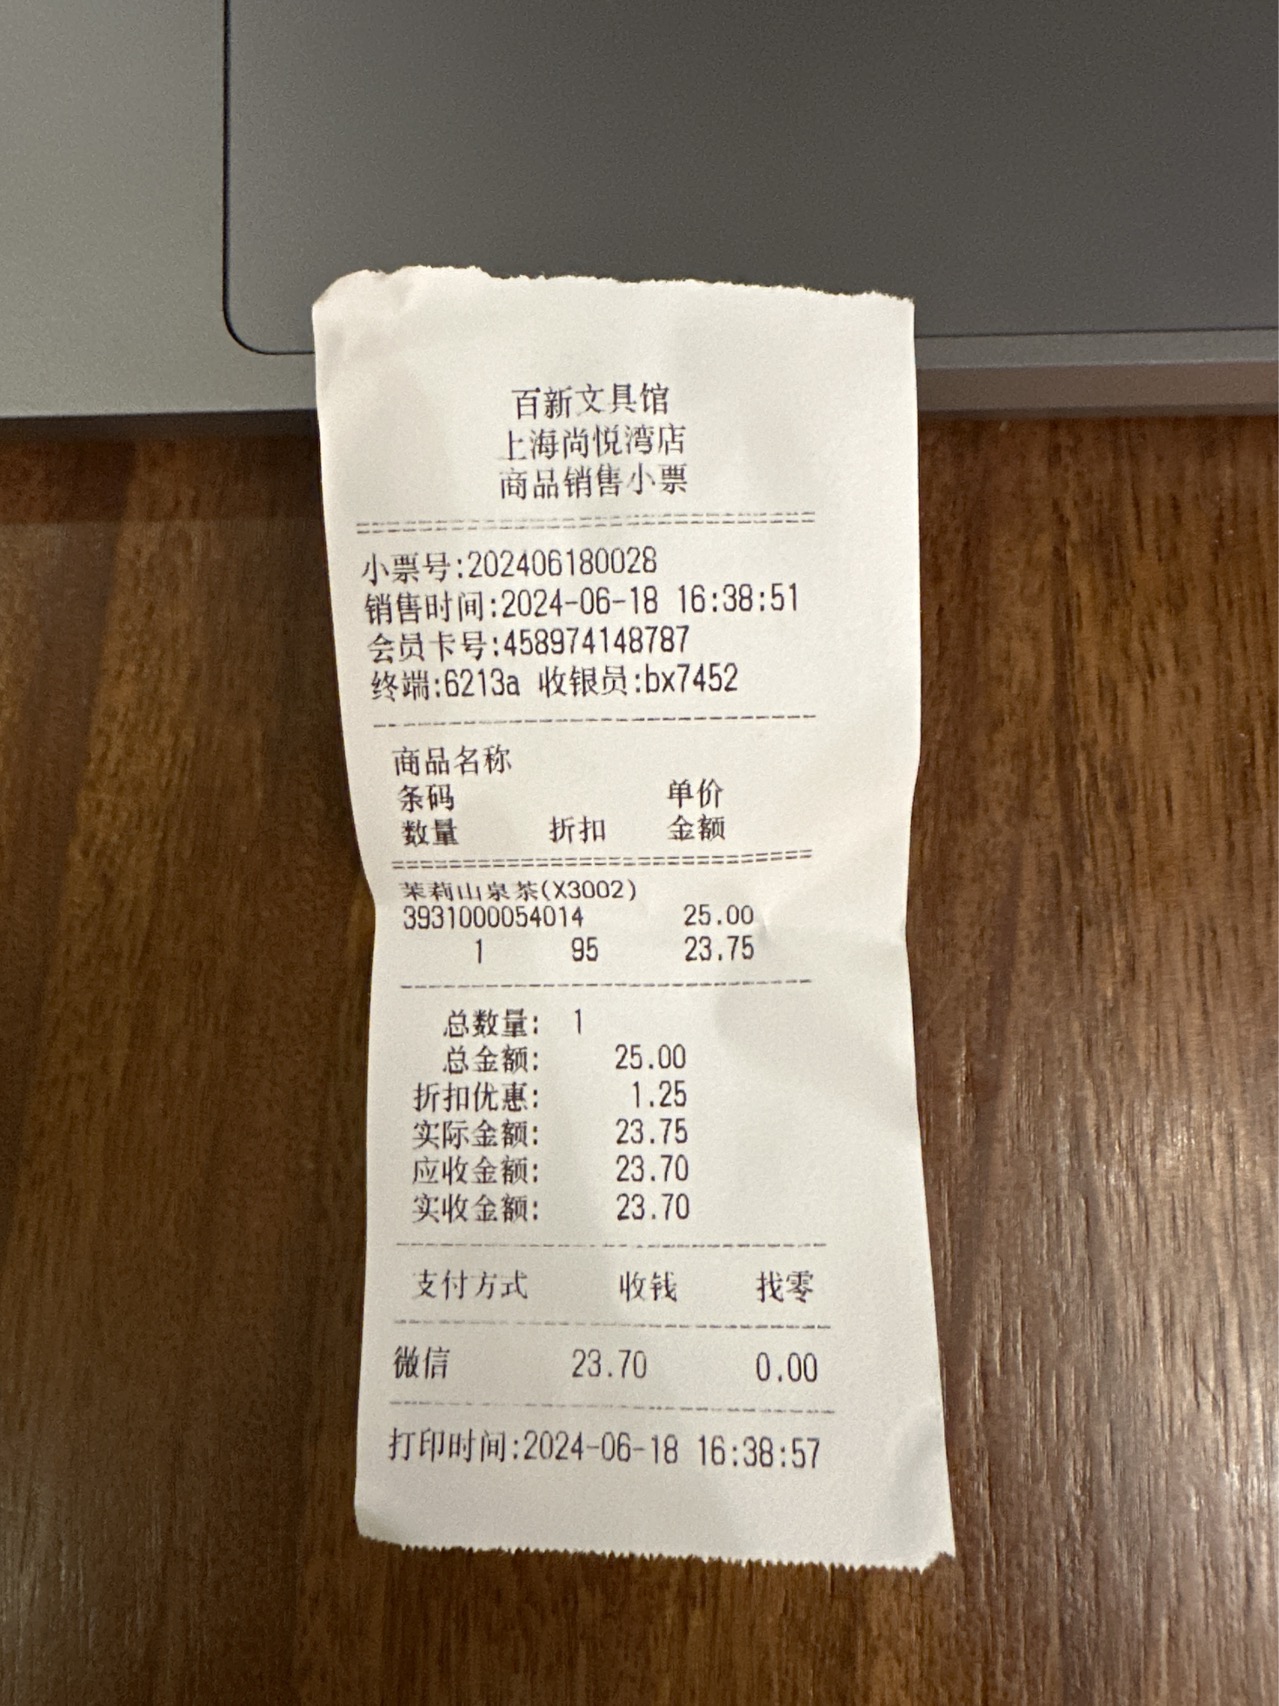 百新文具馆
上海尚悦湾店
商品销售小票
小票号:202406180028
销售时间:2024-06-18 16:38:51
会员卡号:458974148787
终端:6213a 收银员:bx7452
商品名称
条码 单价
数量 折扣 金额
茉莉山泉茶(X3002)
3931000054014 25.00
1 95 23.75
总数量: 1
总金额: 25.00
折扣优惠: 1.25
实际金额: 23.75
应收金额: 23.70
实收金额: 23.70
支付方式 收钱 找零
微信 23.70 0.00
打印时间:2024-06-18 16:38:57